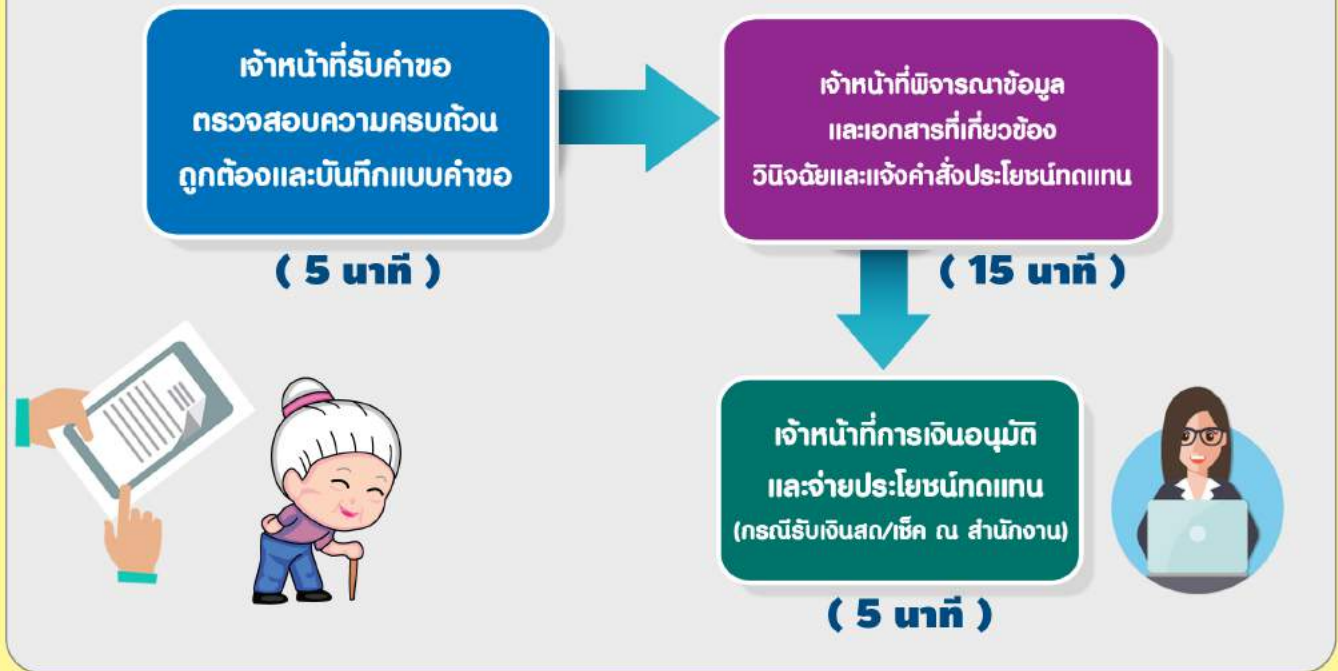 เจ้าหน้าที่รับคำขอ
ตรวจสอบความครบถ้วน
ถูกต้องและบันทึกแบบคำขอ
( 5 นาที )
เจ้าหน้าที่พิจารณาข้อมูล
และเอกสารที่เกี่ยวข้อง
วินิจฉัยและแจ้งคำสั่งประโยชน์ทดแทน
( 15 นาที )
เจ้าหน้าที่การเงินอนุมัติ
และจ่ายประโยชน์ทดแทน
(กรณีรับเงินสด/เช็ค ณ สำนักงาน)
( 5 นาที )